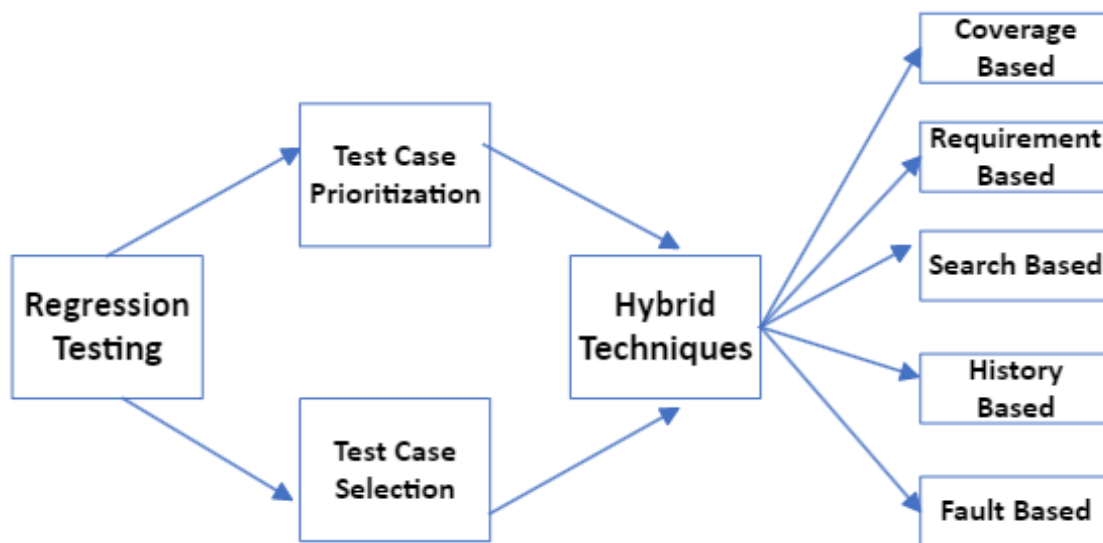 Regression
Testing
Test Case
Prioritization
Test Case
Selection
Hybrid
Techniques
Coverage
Based
Requirement
Based
Search Based
History
Based
Fault Based